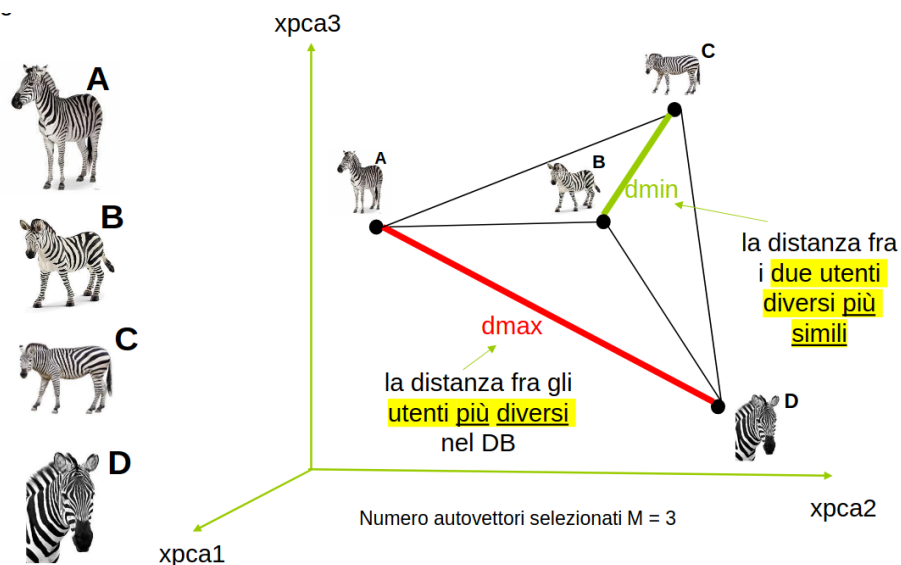 xpca3
A
C
A
B
dmin
B
la distanza fra
i due utenti
diversi più
simili
dmax
C
la distanza fra gli
utenti più diversi
nel DB
D
D
Numero autovettori selezionati M = 3
xpca2
xpca1